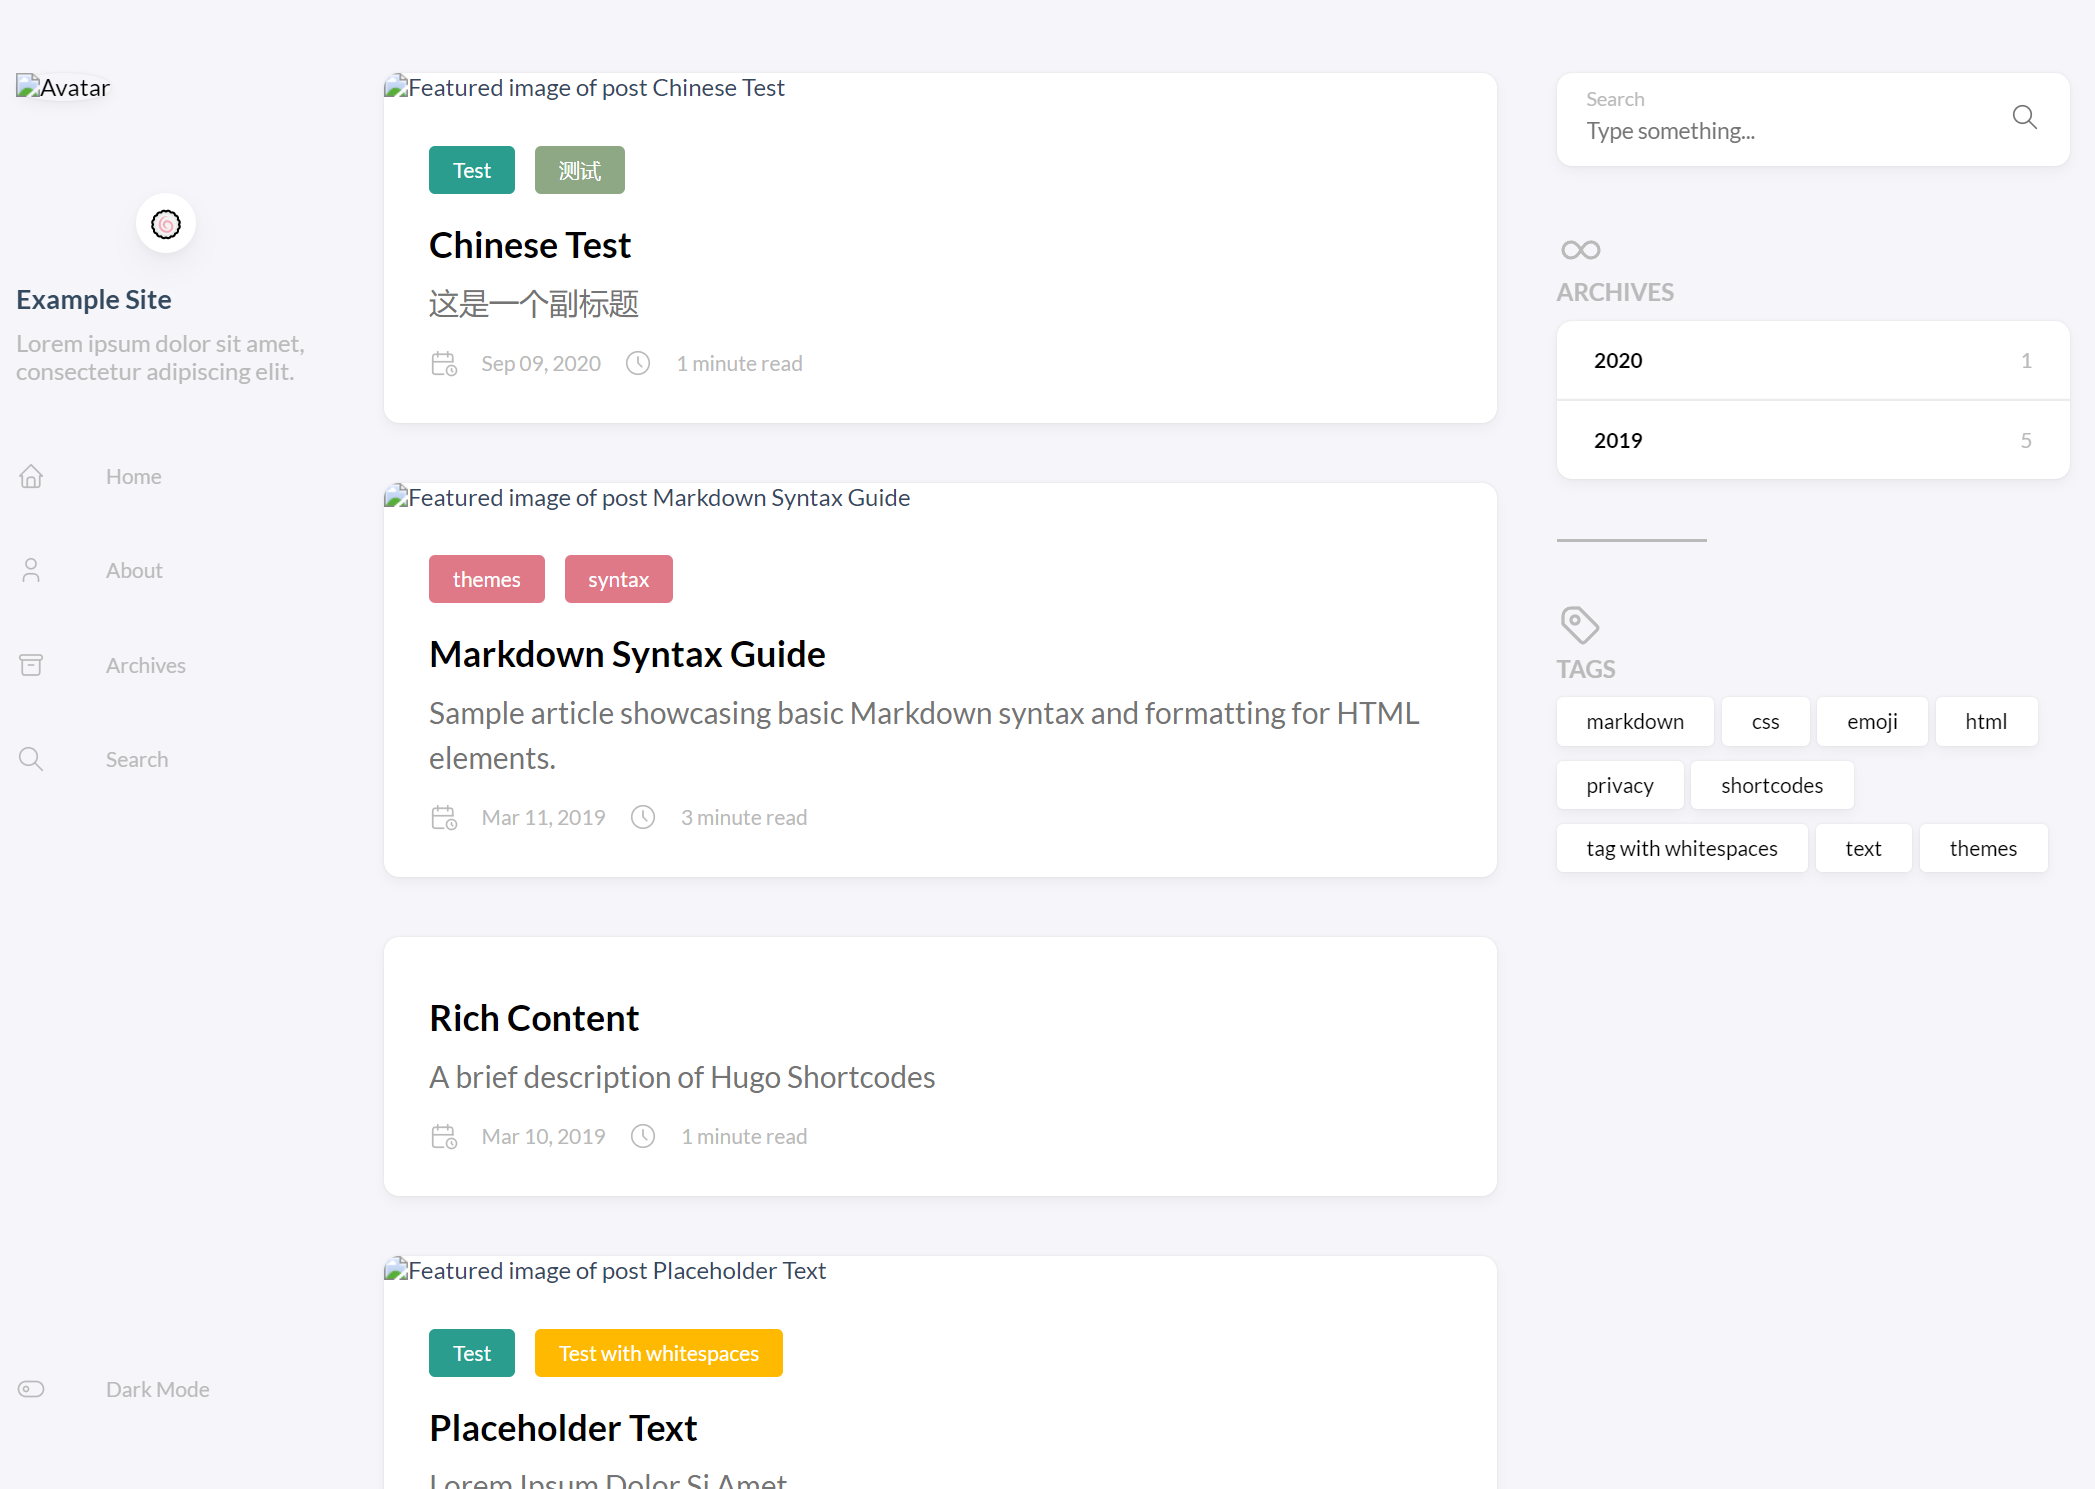 Avatar
Example Site
Lorem ipsum dolor sit amet,
consectetur adipiscing elit.
Home
About
Archives
Search
Dark Mode
Featured image of post Chinese Test
Test
测试
Chinese Test
这是一个副标题
Sep 09, 2020
1 minute read
Featured image of post Markdown Syntax Guide
themes
syntax
Markdown Syntax Guide
Sample article showcasing basic Markdown syntax and formatting for HTML
elements.
Mar 11, 2019
3 minute read
Rich Content
A brief description of Hugo Shortcodes
Mar 10, 2019
1 minute read
Featured image of post Placeholder Text
Test
Test with whitespaces
Placeholder Text
Lorem Ipsum Dolor Si Amet
Search
Type something...
ARCHIVES
2020 1
2019 5
TAGS
markdown css emoji html
privacy shortcodes
tag with whitespaces text themes